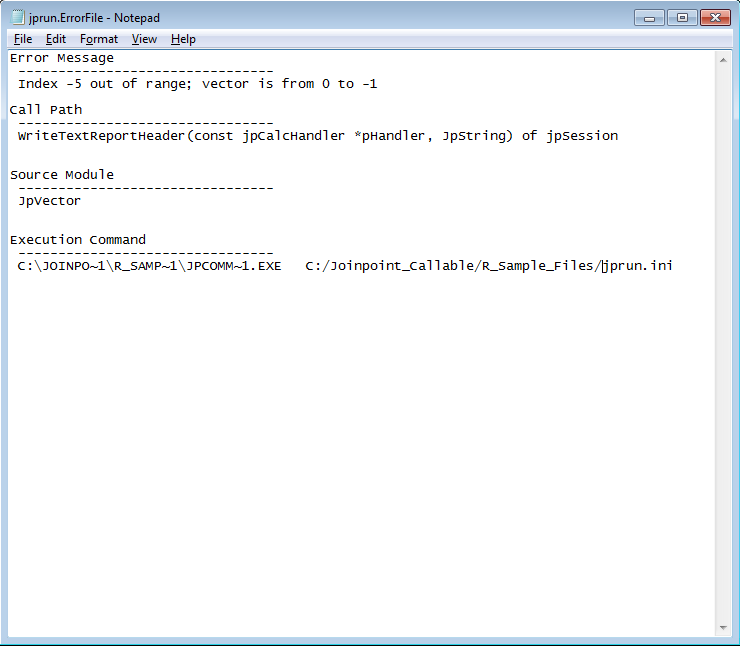 jprun.ErrorFile - Notepad
File Edit Format View Help
Error Message
--------------------------------
Index -5 out of range; vector is from 0 to -1
Call Path
--------------------------------
WriteTextReportHeader(const jpCalcHandler *pHandler, JpString) of jpSession
Source Module
--------------------------------
JpVector
Execution Command
--------------------------------
C:\JOINPO~1\R_SAMP~1\JPCOMM~1.EXE   C:/Joinpoint_Callable/R_Sample_Files/jprun.ini